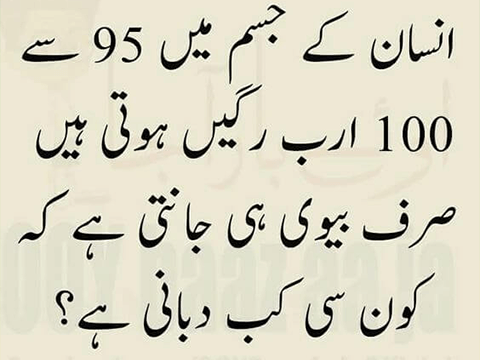 انسان کے جسم میں 95 سے
100 ارب رگیں ہوتی ہیں
صرف بیوی ہی جانتی ہے کہ
کون سی کب دبانی ہے؟